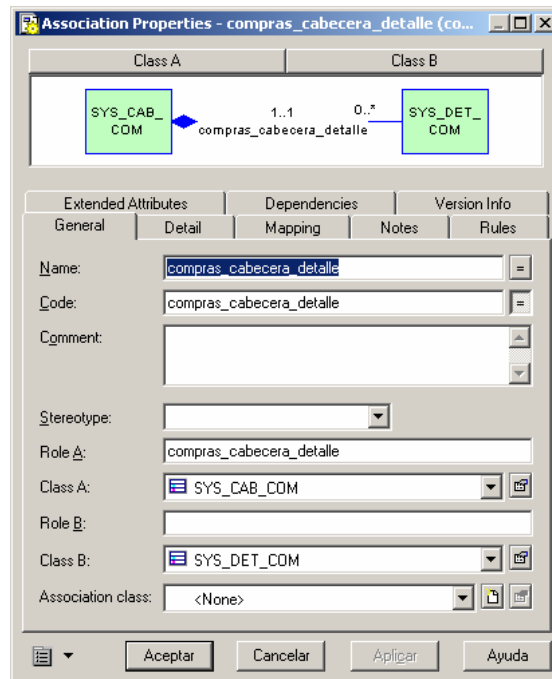 Association Properties - compras_cabecera_detalle (co...
Class A Class B
SYS_CAB_
COM
1..1 0..*
compras_cabecera_detalle
SYS_DET_
COM
Extended Attributes Dependencies Version Info
General Detail Mapping Notes Rules
Name: compras_cabecera_detalle =
Code: compras_cabecera_detalle =
Comment:
Stereotype:
Role A: compras_cabecera_detalle
Class A: SYS_CAB_COM
Role B:
Class B: SYS_DET_COM
Association class: <None>
Aceptar Cancelar Aplicar Ayuda